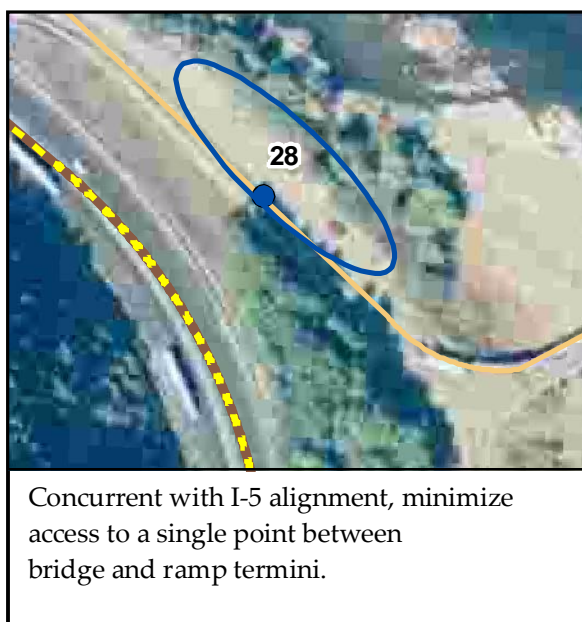 28
Concurrent with I-5 alignment, minimize
access to a single point between
bridge and ramp termini.